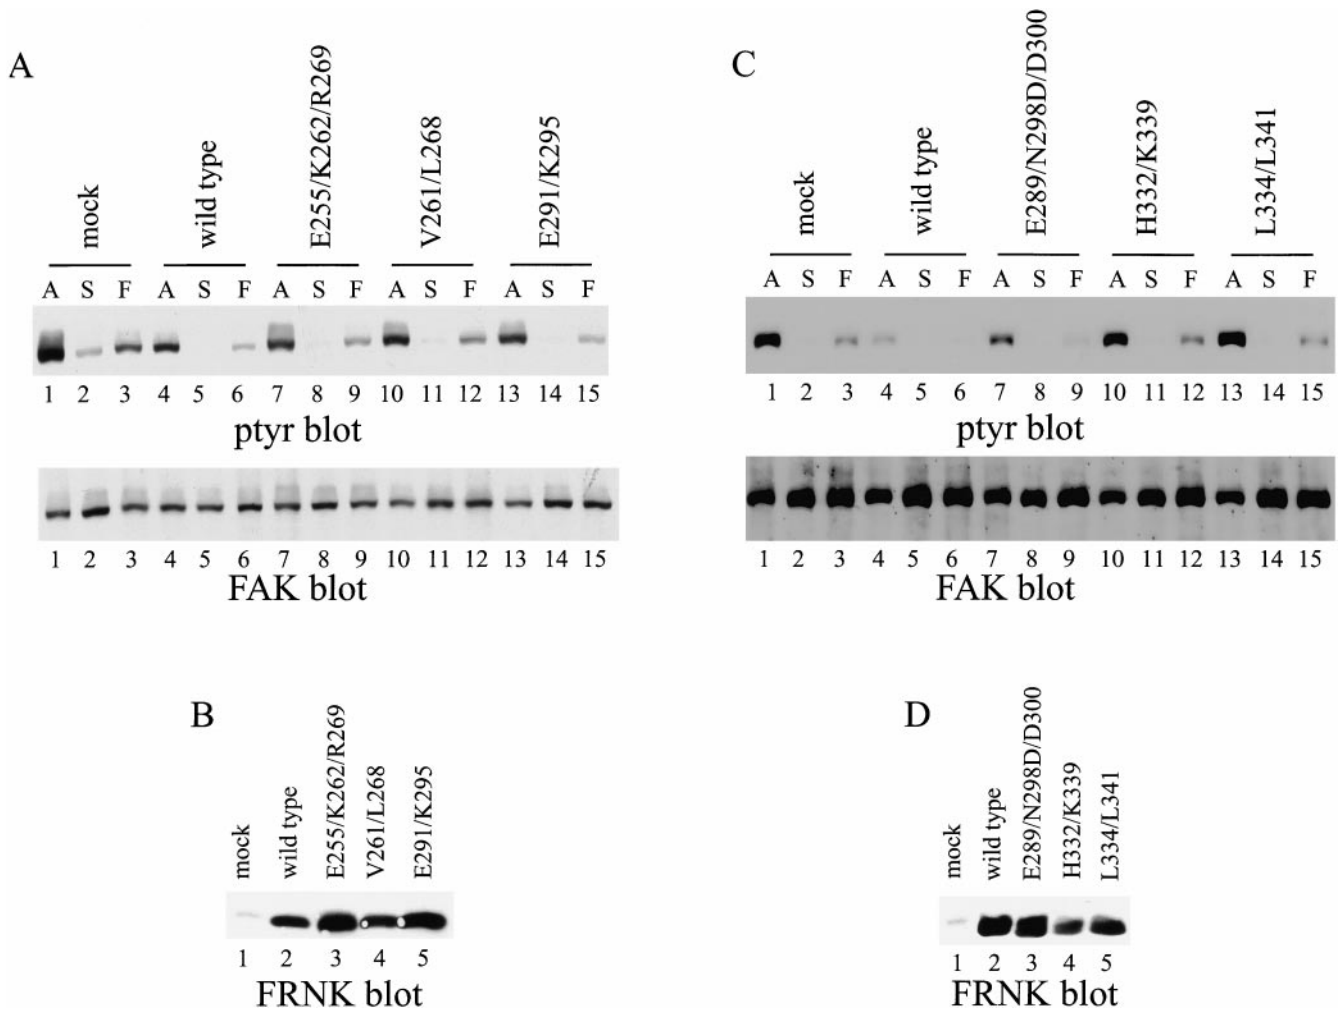 A
mock
wild type
E255/K262/R269
V261/L268
E291/K295
A S F A S F A S F A S F A S F
1 2 3 4 5 6 7 8 9 10 11 12 13 14 15
ptyr blot
1 2 3 4 5 6 7 8 9 10 11 12 13 14 15
FAK blot
C
mock
wild type
E289/N298D/D300
H332/K339
L334/L341
A S F A S F A S F A S F A S F
1 2 3 4 5 6 7 8 9 10 11 12 13 14 15
ptyr blot
1 2 3 4 5 6 7 8 9 10 11 12 13 14 15
FAK blot
B
mock
wild type
E255/K262/R269
V261/L268
E291/K295
1 2 3 4 5
FRNK blot
D
mock
wild type
E289/N298D/D300
H332/K339
L334/L341
1 2 3 4 5
FRNK blot